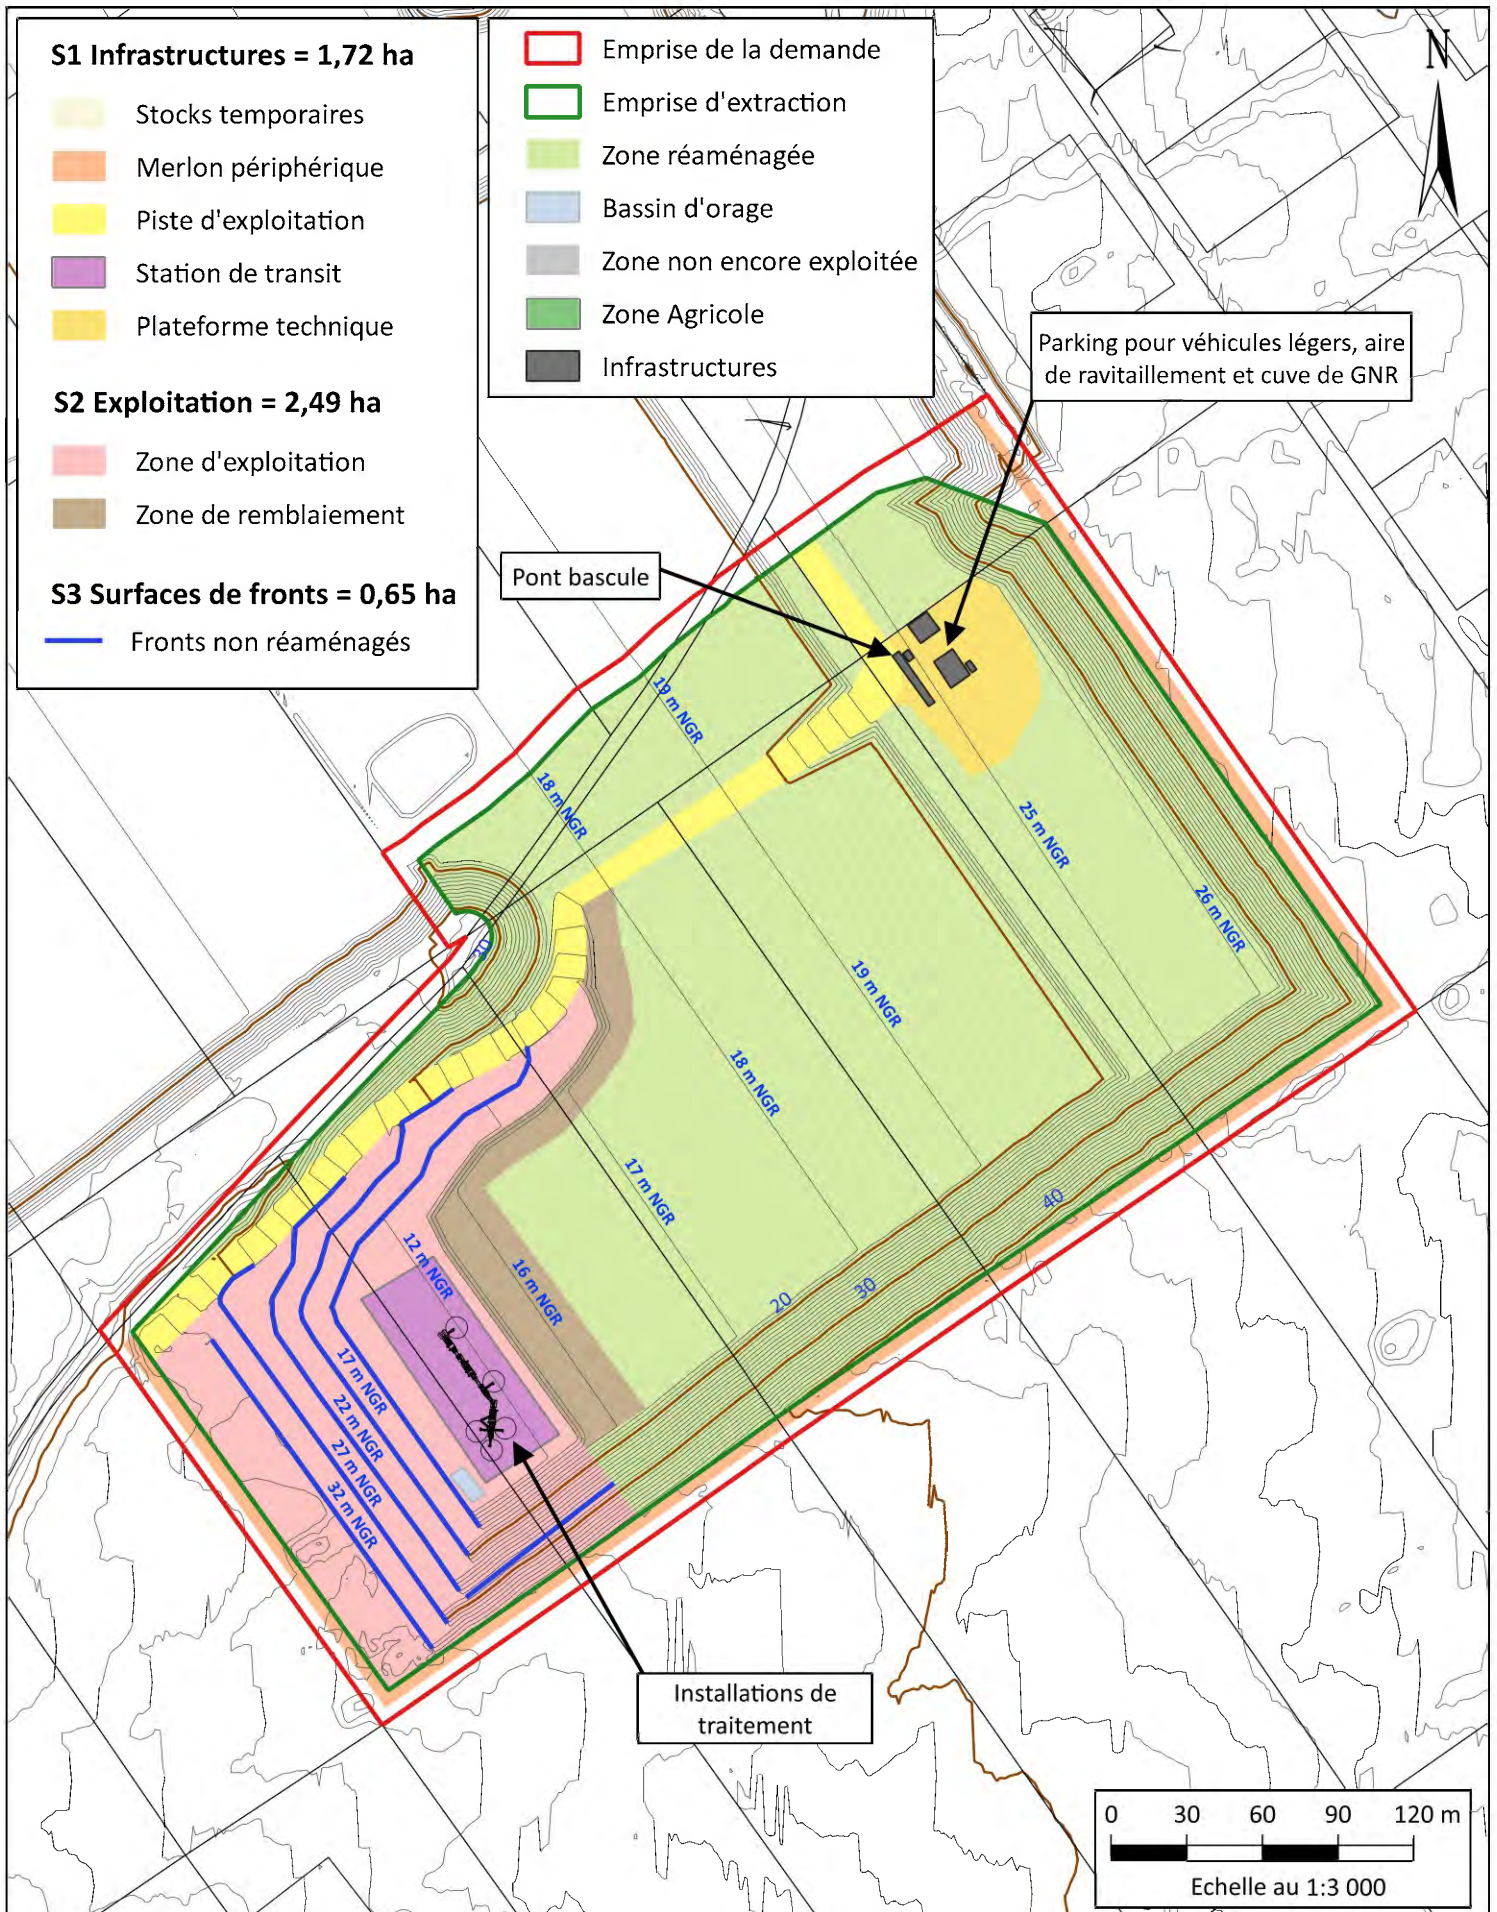 S1 Infrastructures = 1,72 ha
Stocks temporaires
Merlon périphérique
Piste d'exploitation
Station de transit
Plateforme technique
S2 Exploitation = 2,49 ha
Zone d'exploitation
Zone de remblaiement
S3 Surfaces de fronts = 0,65 ha
Fronts non réaménagés
Emprise de la demande
Emprise d'extraction
Zone réaménagée
Bassin d'orage
Zone non encore exploitée
Zone Agricole
Infrastructures
N
Parking pour véhicules légers, aire
de ravitaillement et cuve de GNR
Pont bascule
19 m NGR
18 m NGR
25 m NGR
26 m NGR
30
19 m NGR
18 m NGR
17 m NGR
40
12 m NGR
16 m NGR
20
30
17 m NGR
22 m NGR
27 m NGR
32 m NGR
Installations de
traitement
0 30 60 90 120 m
Echelle au 1:3 000